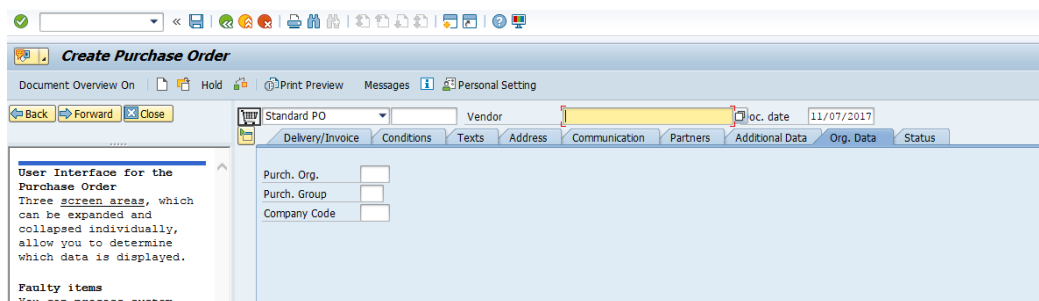 Create Purchase Order
Document Overview On Hold Print Preview Messages Personal Setting
Back Forward Close
Standard PO Vendor Doc. date 11/07/2017
Delivery/Invoice Conditions Texts Address Communication Partners Additional Data Org. Data Status
User Interface for the
Purchase Order
Three screen areas, which
can be expanded and
collapsed individually,
allow you to determine
which data is displayed.
Faulty items
Purch. Org.
Purch. Group
Company Code